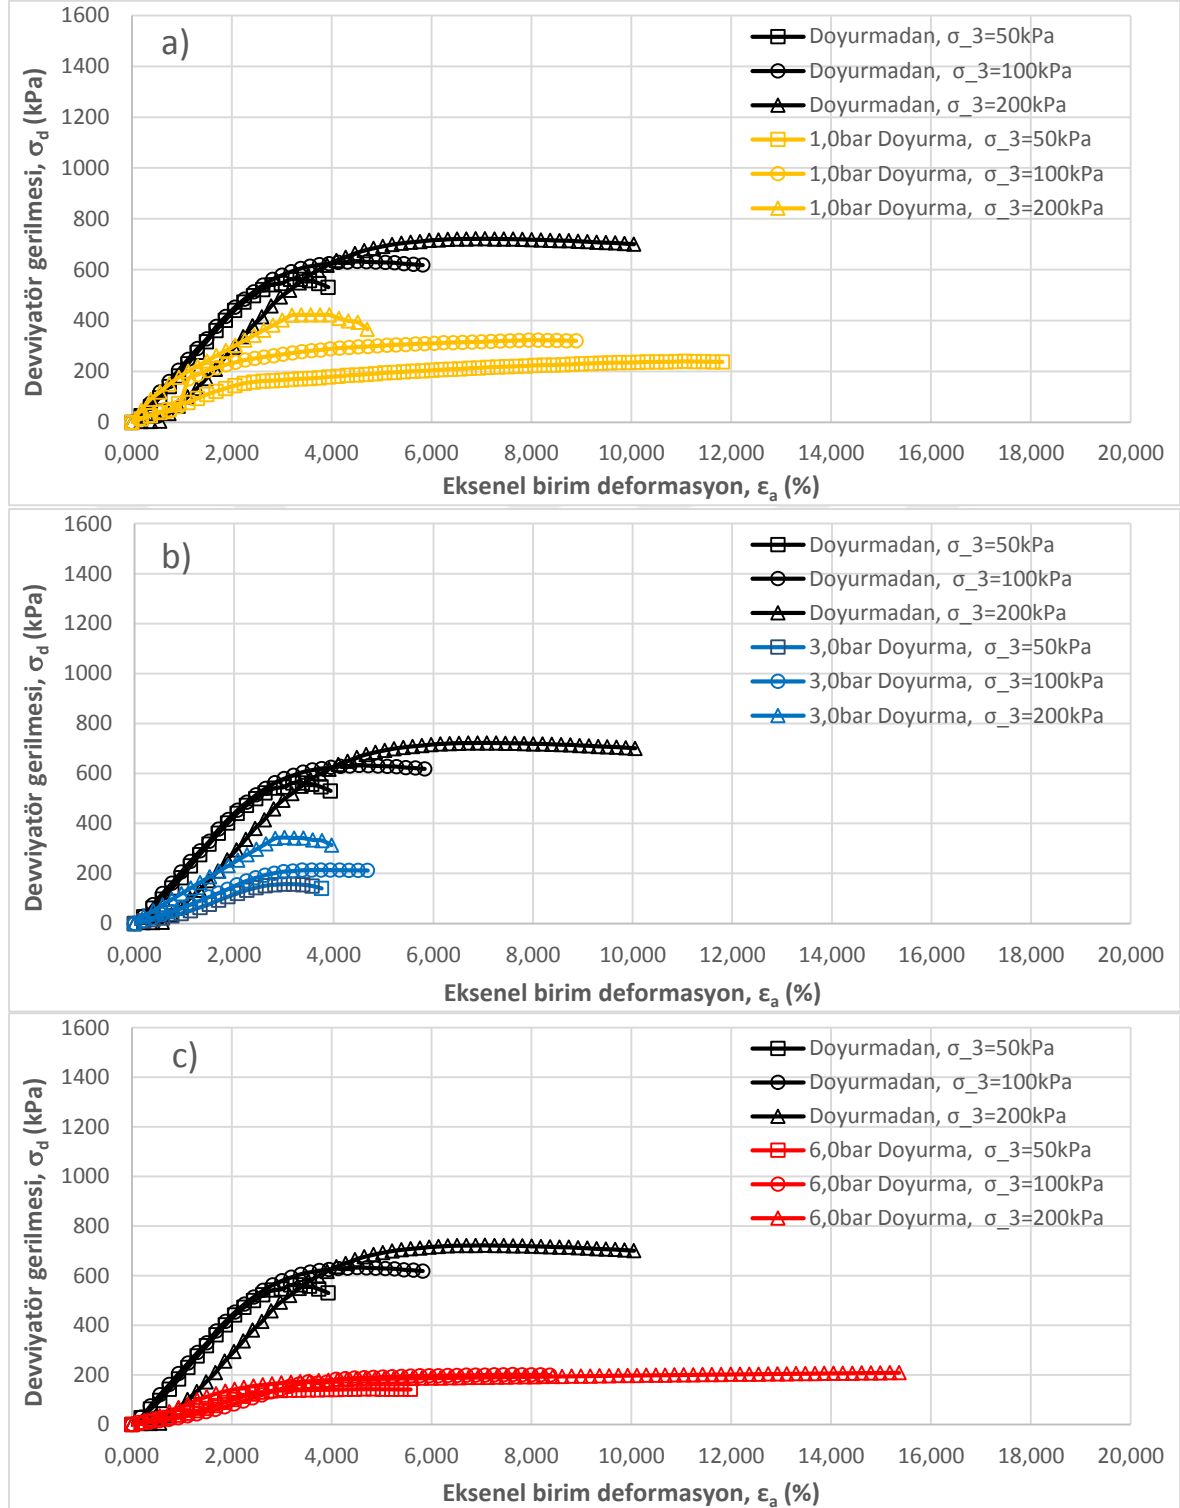 a)
Devviyatör gerilmesi, σd (kPa)
1600
1400
1200
1000
800
600
400
200
0
Doyurmadan, σ_3=50kPa
Doyurmadan, σ_3=100kPa
Doyurmadan, σ_3=200kPa
1,0bar Doyurma, σ_3=50kPa
1,0bar Doyurma, σ_3=100kPa
1,0bar Doyurma, σ_3=200kPa
0,000 2,000 4,000 6,000 8,000 10,000 12,000 14,000 16,000 18,000 20,000
Eksenel birim deformasyon, εa (%)
b)
Devviyatör gerilmesi, σd (kPa)
1600
1400
1200
1000
800
600
400
200
0
Doyurmadan, σ_3=50kPa
Doyurmadan, σ_3=100kPa
Doyurmadan, σ_3=200kPa
3,0bar Doyurma, σ_3=50kPa
3,0bar Doyurma, σ_3=100kPa
3,0bar Doyurma, σ_3=200kPa
0,000 2,000 4,000 6,000 8,000 10,000 12,000 14,000 16,000 18,000 20,000
Eksenel birim deformasyon, εa (%)
c)
Devviyatör gerilmesi, σd (kPa)
1600
1400
1200
1000
800
600
400
200
0
Doyurmadan, σ_3=50kPa
Doyurmadan, σ_3=100kPa
Doyurmadan, σ_3=200kPa
6,0bar Doyurma, σ_3=50kPa
6,0bar Doyurma, σ_3=100kPa
6,0bar Doyurma, σ_3=200kPa
0,000 2,000 4,000 6,000 8,000 10,000 12,000 14,000 16,000 18,000 20,000
Eksenel birim deformasyon, εa (%)